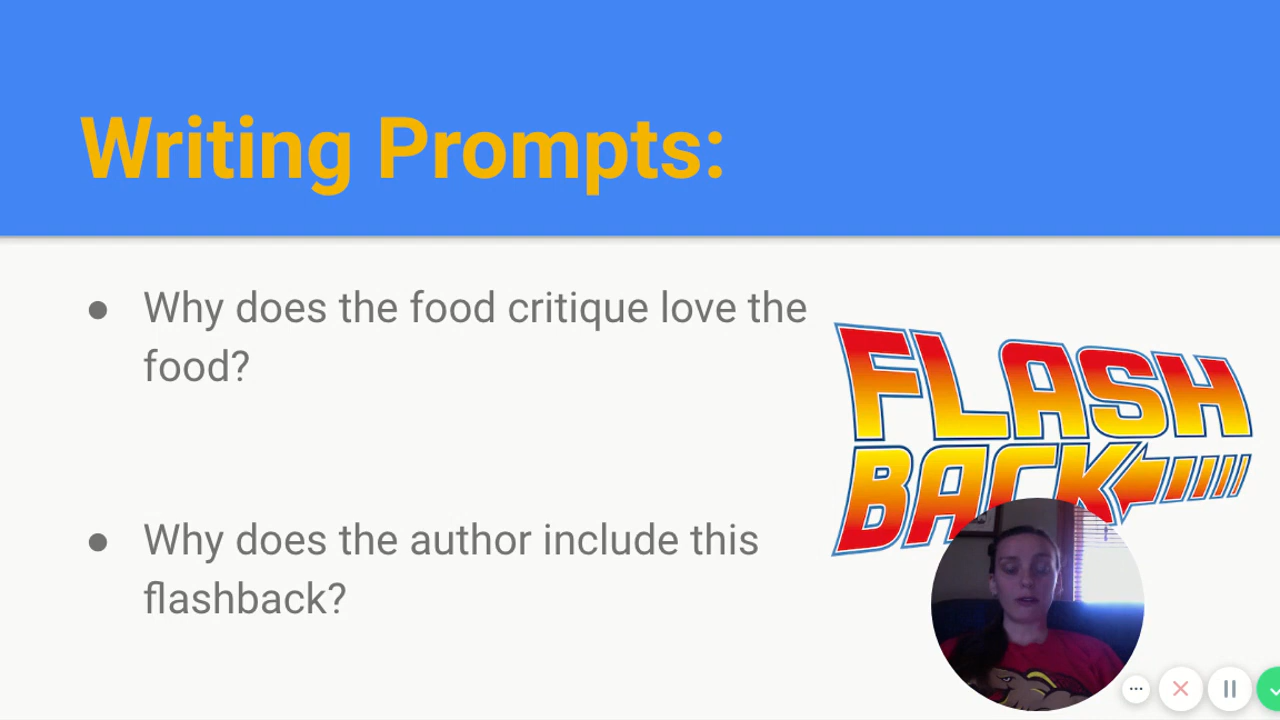 Writing Prompts:
● Why does the food critique love the
food?
FLASH
BACK
● Why does the author include this
flashback?